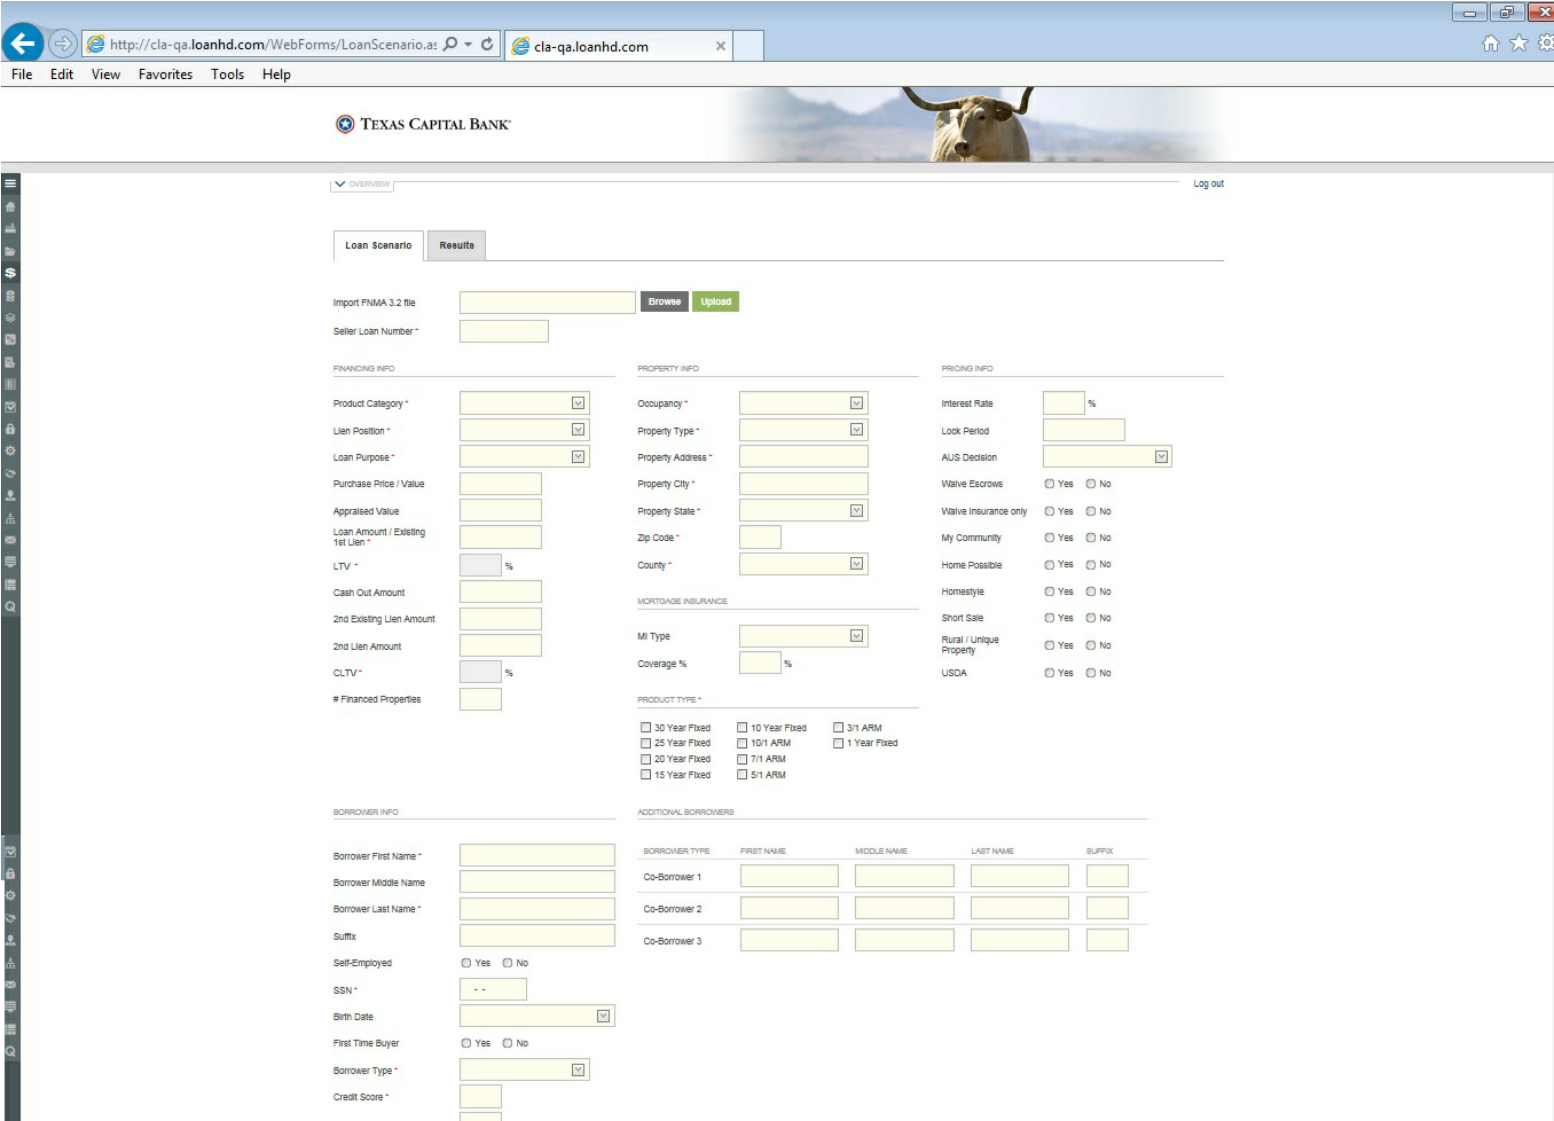 http://cla-qa.loanhd.com/WebForms/LoanScenario.as
cla-qa.loanhd.com
File Edit View Favorites Tools Help
TEXAS CAPITAL BANK
OVERVIEW
Log out
Loan Scenario Results
Import FNMA 3.2 file Browse Upload
Seller Loan Number *
FINANCING INFO
Product Category *
Lien Position *
Loan Purpose *
Purchase Price / Value
Appraised Value
Loan Amount / Existing
1st Lien *
LTV * %
Cash Out Amount
2nd Existing Lien Amount
2nd Lien Amount
CLTV * %
# Financed Properties
PROPERTY INFO
Occupancy *
Property Type *
Property Address *
Property City *
Property State *
Zip Code *
County *
MORTGAGE INSURANCE
MI Type
Coverage % %
PRODUCT TYPE *
30 Year Fixed 10 Year Fixed 3/1 ARM
25 Year Fixed 10/1 ARM 1 Year Fixed
20 Year Fixed 7/1 ARM
15 Year Fixed 5/1 ARM
PRICING INFO
Interest Rate %
Lock Period
AUS Decision
Waive Escrows Yes No
Waive Insurance only Yes No
My Community Yes No
Home Possible Yes No
Homestyle Yes No
Short Sale Yes No
Rural / Unique
Property Yes No
USDA Yes No
BORROWER INFO
Borrower First Name *
Borrower Middle Name
Borrower Last Name *
Suffix
Self-Employed Yes No
SSN * - -
Birth Date
First Time Buyer Yes No
Borrower Type *
Credit Score *
ADDITIONAL BORROWERS
BORROWER TYPE FIRST NAME MIDDLE NAME LAST NAME SUFFIX
Co-Borrower 1
Co-Borrower 2
Co-Borrower 3